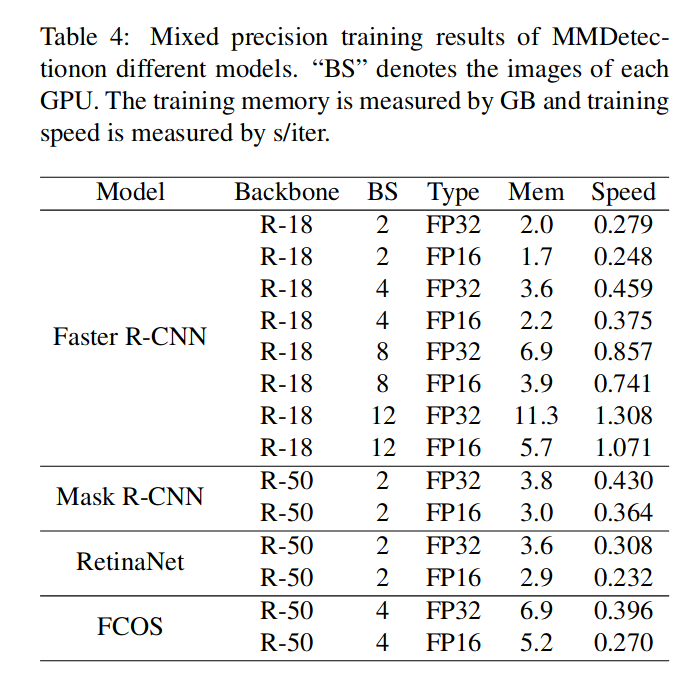 Table 4: Mixed precision training results of MMDetec-
tionon different models. “BS” denotes the images of each
GPU. The training memory is measured by GB and training
speed is measured by s/iter.
Model Backbone BS Type Mem Speed
R-18 2 FP32 2.0 0.279
R-18 2 FP16 1.7 0.248
R-18 4 FP32 3.6 0.459
R-18 4 FP16 2.2 0.375
Faster R-CNN
R-18 8 FP32 6.9 0.857
R-18 8 FP16 3.9 0.741
R-18 12 FP32 11.3 1.308
R-18 12 FP16 5.7 1.071
Mask R-CNN
R-50 2 FP32 3.8 0.430
R-50 2 FP16 3.0 0.364
RetinaNet
R-50 2 FP32 3.6 0.308
R-50 2 FP16 2.9 0.232
FCOS
R-50 4 FP32 6.9 0.396
R-50 4 FP16 5.2 0.270